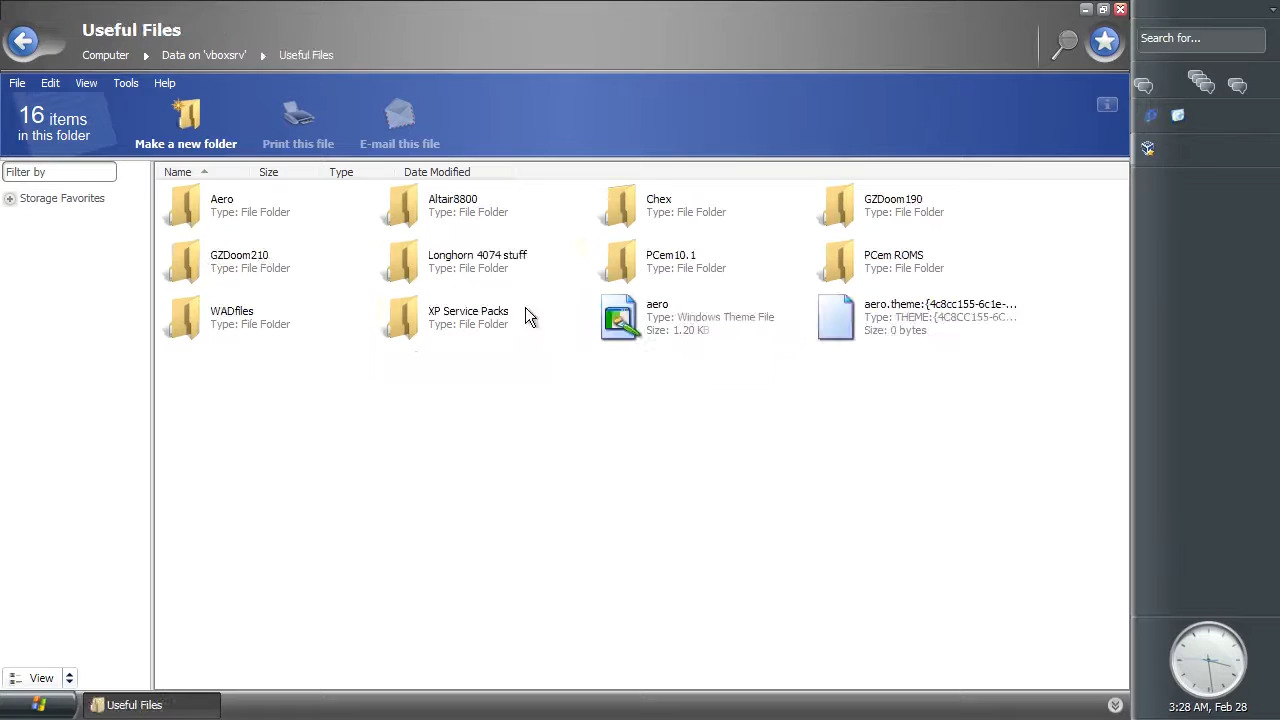 Useful Files
Search for...
Computer Data on 'vboxsrv' Useful Files
File Edit View Tools Help
16 items
in this folder
Make a new folder Print this file E-mail this file
Filter by
Name Size Type Date Modified
Storage Favorites
Aero
Type: File Folder
Altair8800
Type: File Folder
Chex
Type: File Folder
GZDoom190
Type: File Folder
GZDoom210
Type: File Folder
Longhorn 4074 stuff
Type: File Folder
PCem10.1
Type: File Folder
PCem ROMS
Type: File Folder
WADfiles
Type: File Folder
XP Service Packs
Type: File Folder
aero
Type: Windows Theme File
Size: 1.20 KB
aero.theme:{4c8cc155-6c1e-...
Type: THEME:{4C8CC155-6C...
Size: 0 bytes
View
Useful Files
3:28 AM, Feb 28